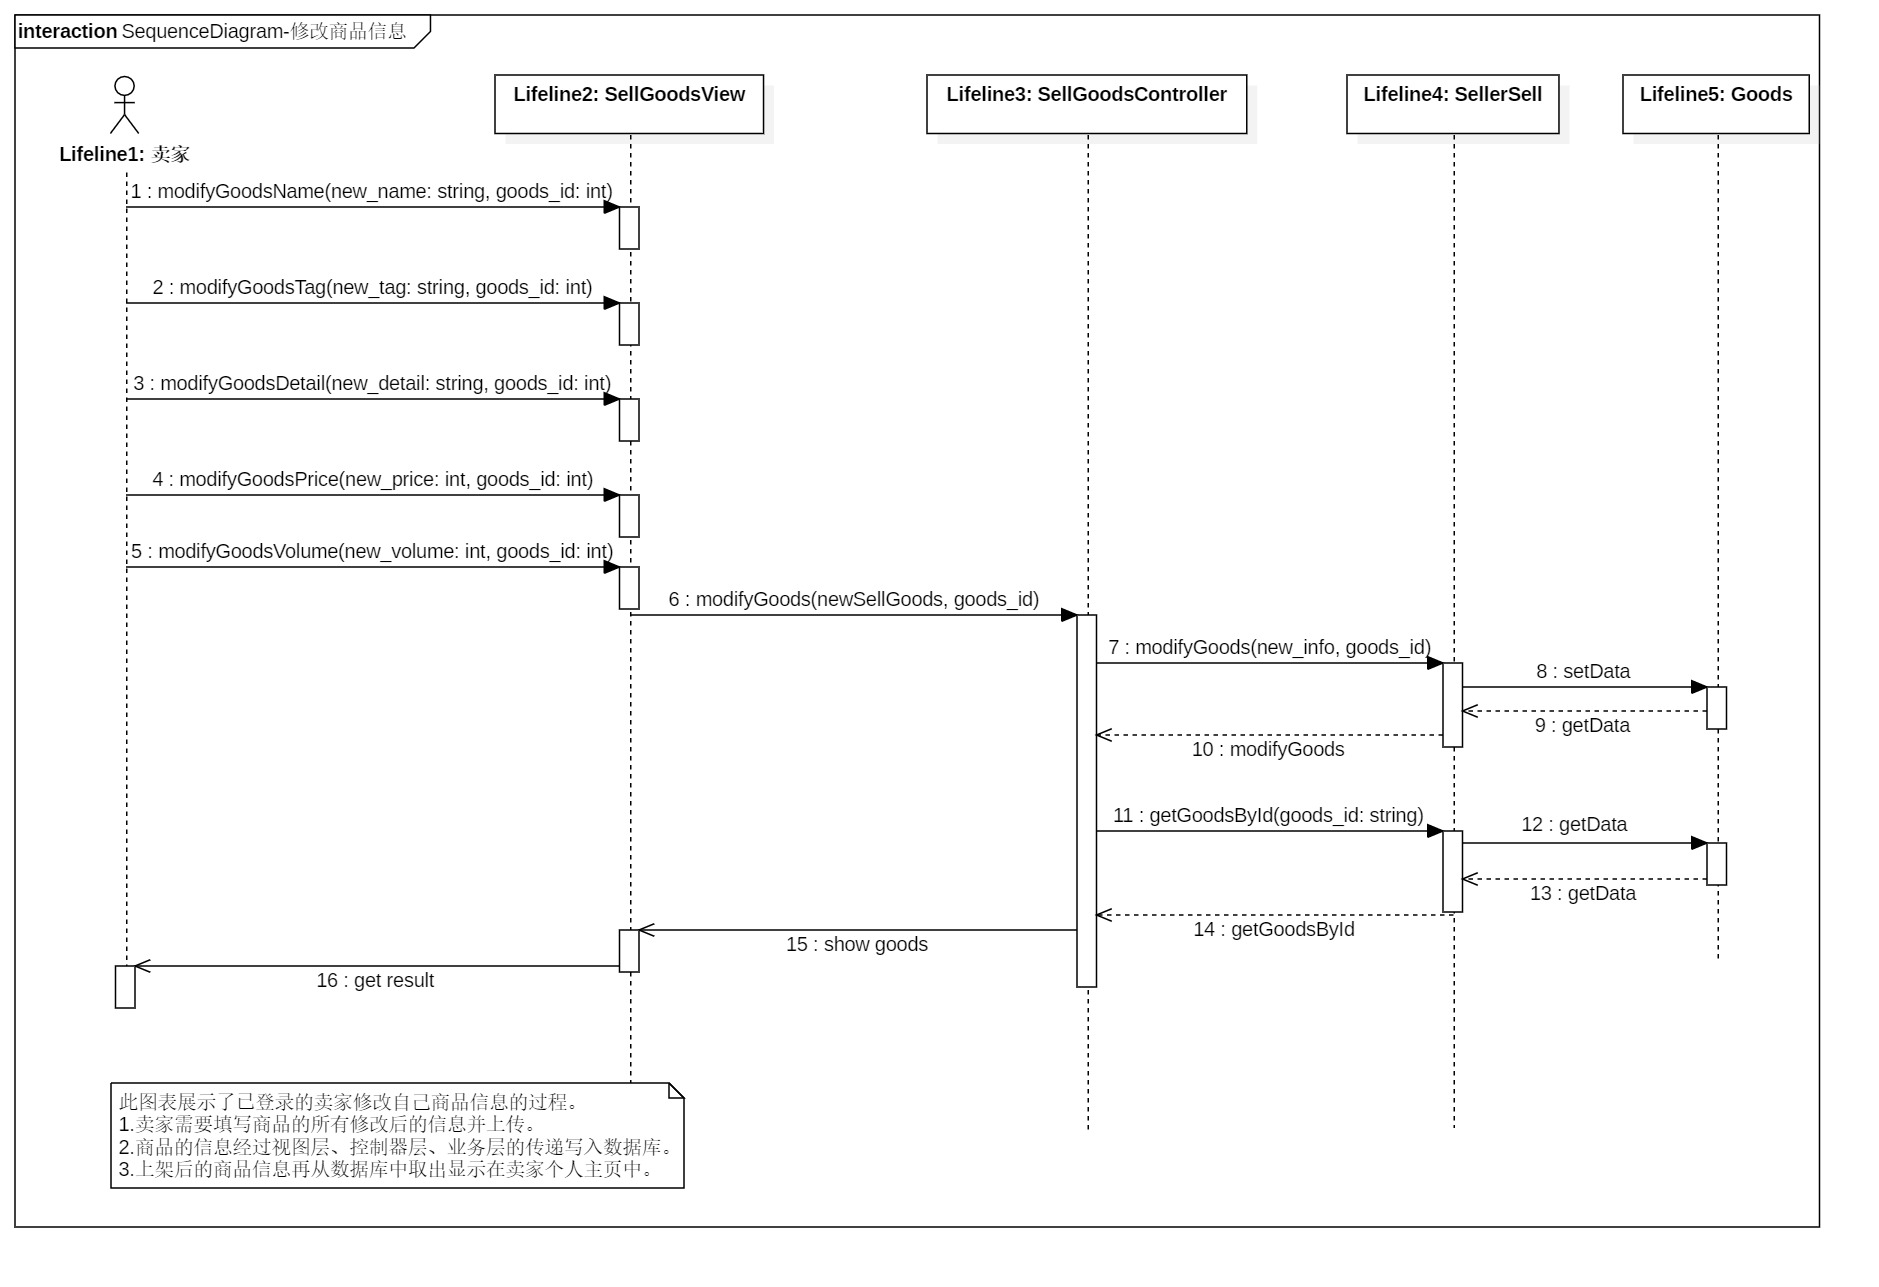 interaction SequenceDiagram-修改商品信息
Lifeline1: 卖家
Lifeline2: SellGoodsView
Lifeline3: SellGoodsController
Lifeline4: SellerSell
Lifeline5: Goods
1 : modifyGoodsName(new_name: string, goods_id: int)
2 : modifyGoodsTag(new_tag: string, goods_id: int)
3 : modifyGoodsDetail(new_detail: string, goods_id: int)
4 : modifyGoodsPrice(new_price: int, goods_id: int)
5 : modifyGoodsVolume(new_volume: int, goods_id: int)
6 : modifyGoods(newSellGoods, goods_id)
7 : modifyGoods(new_info, goods_id)
8 : setData
9 : getData
10 : modifyGoods
11 : getGoodsById(goods_id: string)
12 : getData
13 : getData
14 : getGoodsById
15 : show goods
16 : get result
此图表展示了已登录的卖家修改自己商品信息的过程。
1.卖家需要填写商品的所有修改后的信息并上传。
2.商品的信息经过视图层、控制器层、业务层的传递写入数据库。
3.上架后的商品信息再从数据库中取出显示在卖家个人主页中。